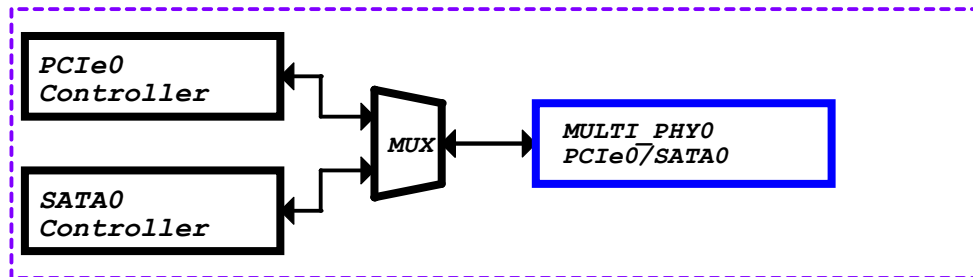 PCIe0
Controller
MUX
MULTI_PHY0
PCIe0/SATA0
SATA0
Controller